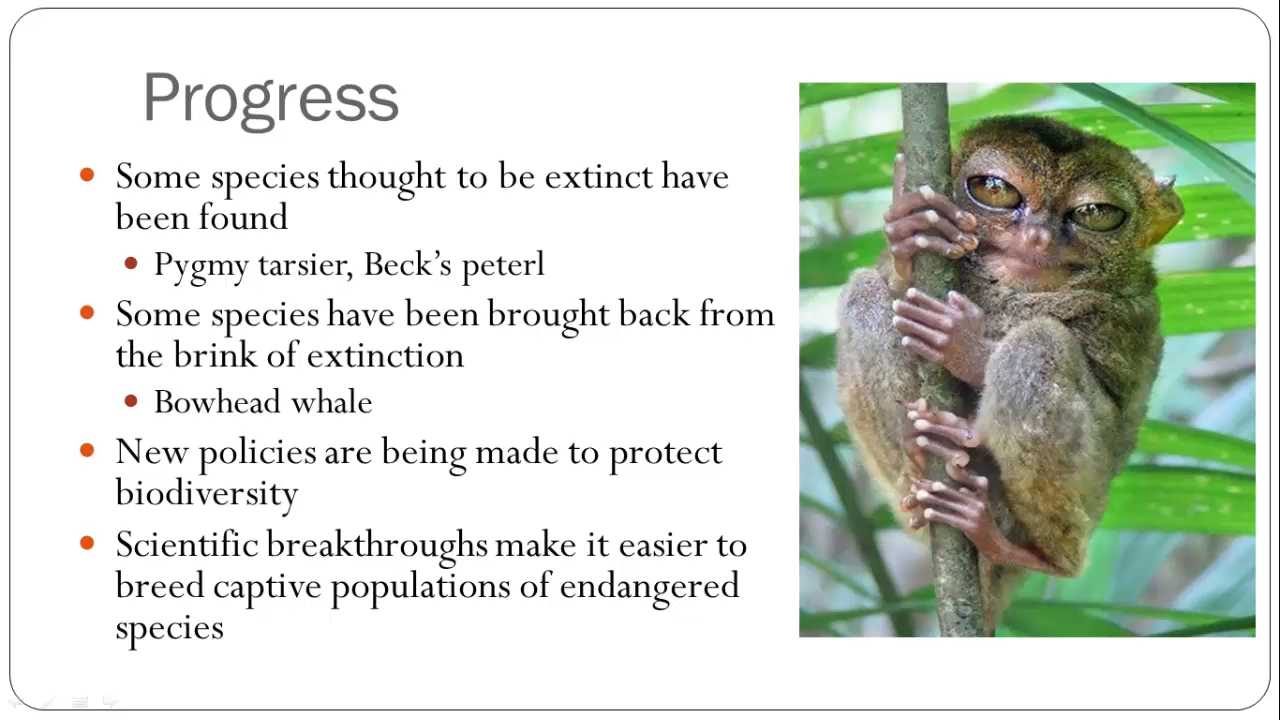 Progress
Some species thought to be extinct have
been found
Pygmy tarsier, Beck's peterl
Some species have been brought back from
the brink of extinction
Bowhead whale
New policies are being made to protect
biodiversity
Scientific breakthroughs make it easier to
breed captive populations of endangered
species